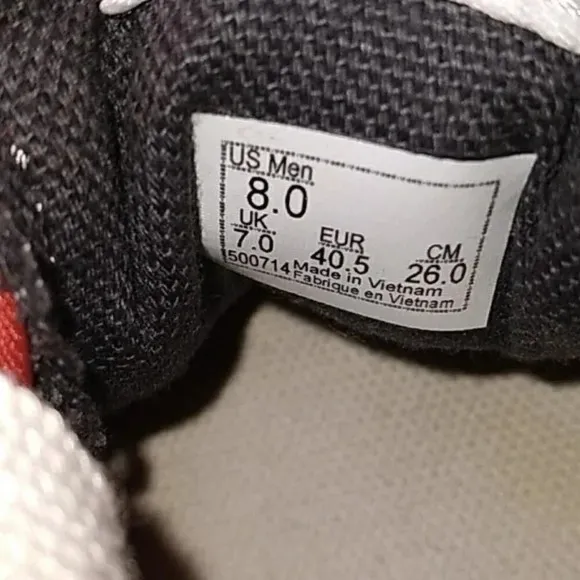 US Men
8.0
UK EUR CM
7.0 40.5 26.0
500714 Made in Vietnam
Fabrique en Vietnam